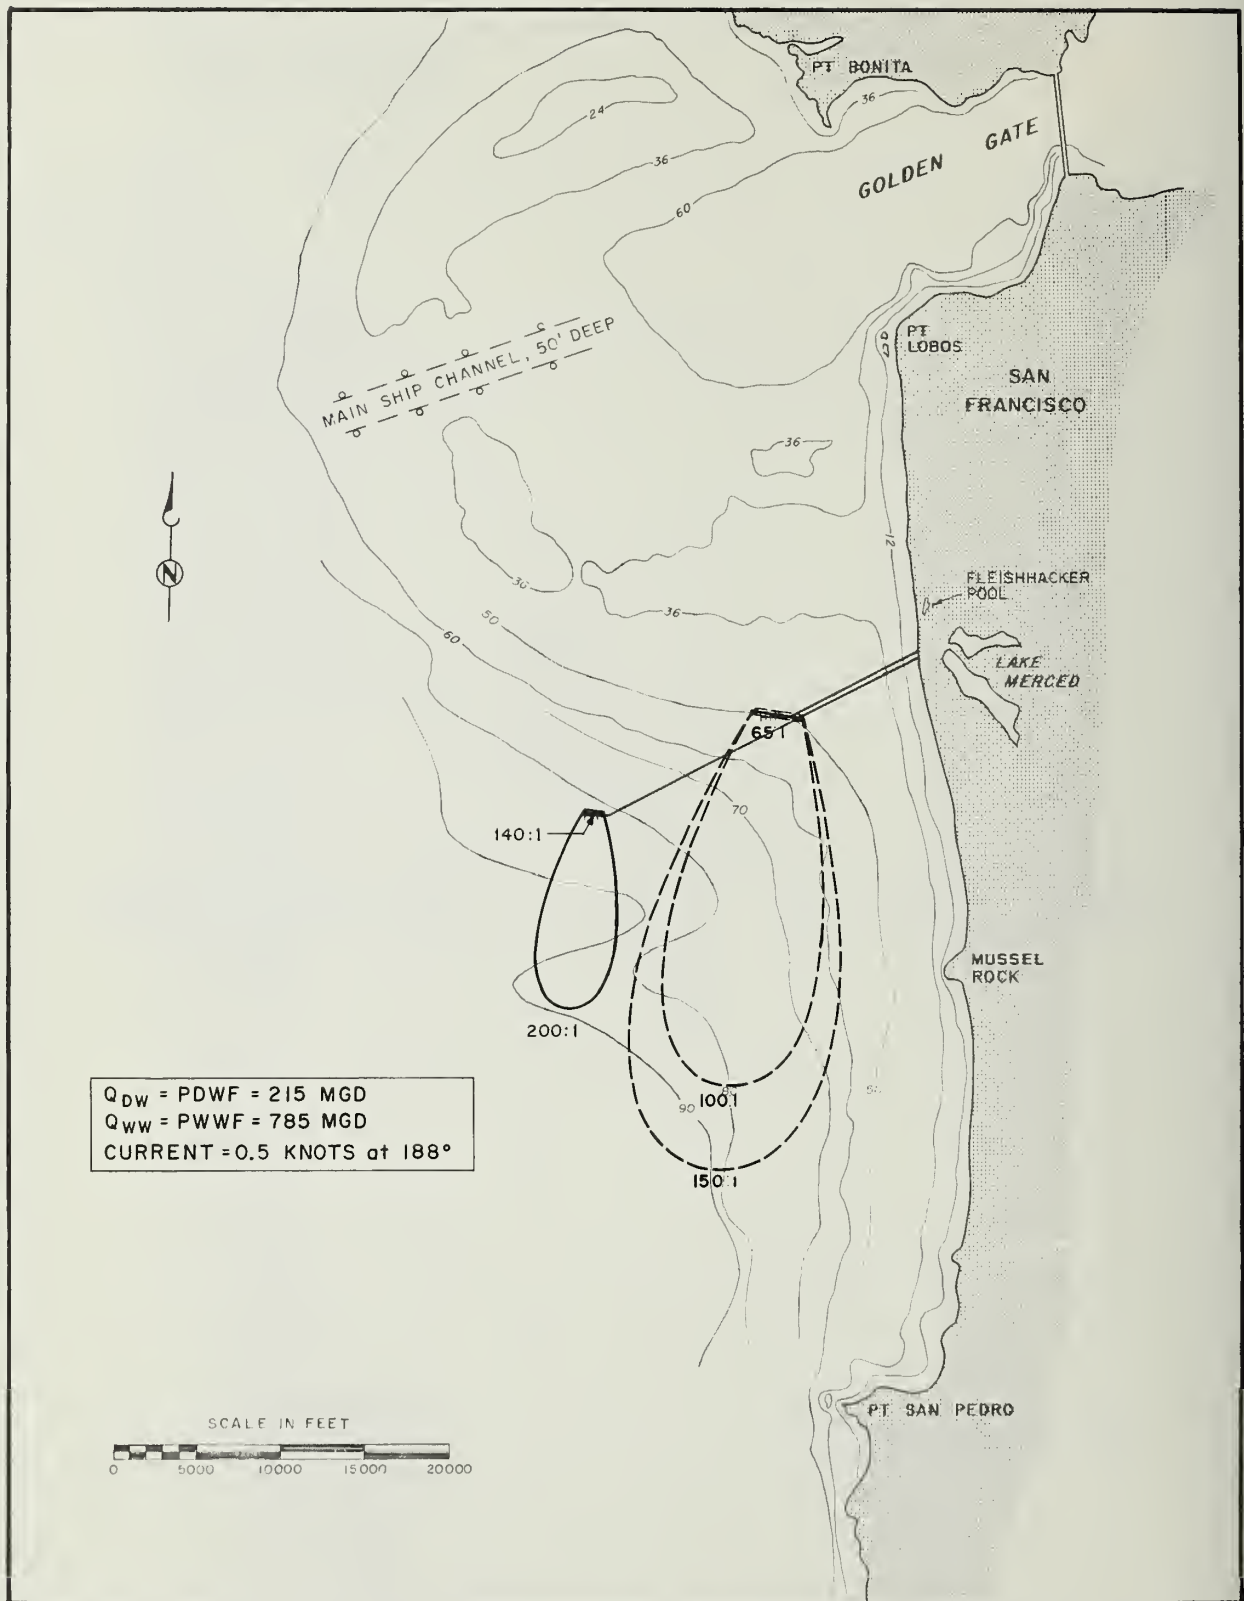 PT BONITA
36
24
GOLDEN GATE
36
60
PT
LOBOS
MAIN SHIP CHANNEL, 50' DEEP
SAN
FRANCISCO
36
12
N
FLEISHHACKER
POOL
36
36
50
60
LAKE
MERCED
65:1
70
140:1
MUSSEL
ROCK
200:1
Q DW = PDWF = 215 MGD
Q WW = PWWF = 785 MGD
CURRENT = 0.5 KNOTS at 188°
100:1
90
150:1
PT SAN PEDRO
SCALE IN FEET
0 5000 10000 15000 20000